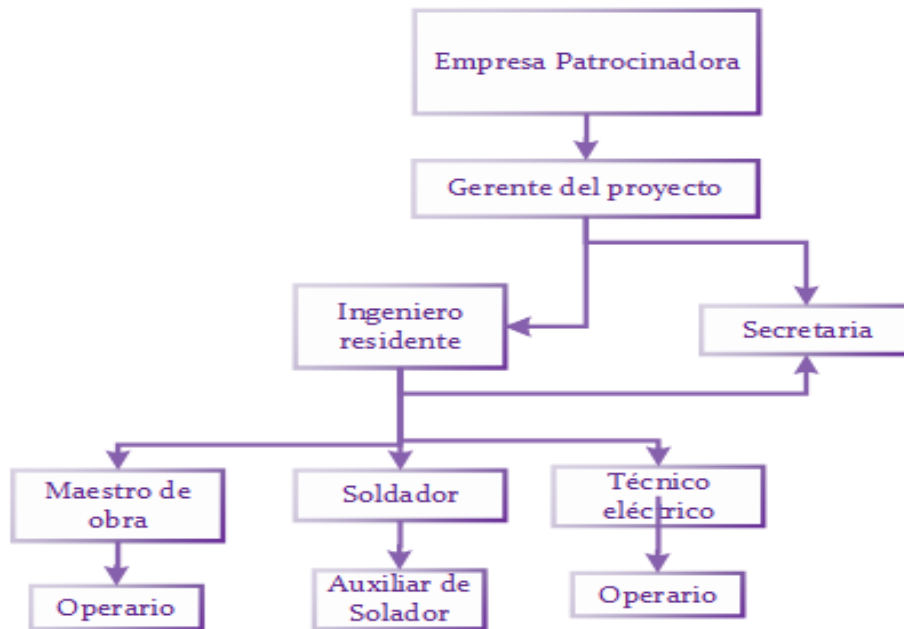 Empresa Patrocinadora
Gerente del proyecto
Ingeniero
residente
Secretaria
Maestro de
obra
Soldador
Técnico
eléctrico
Operario
Auxiliar de
Solador
Operario